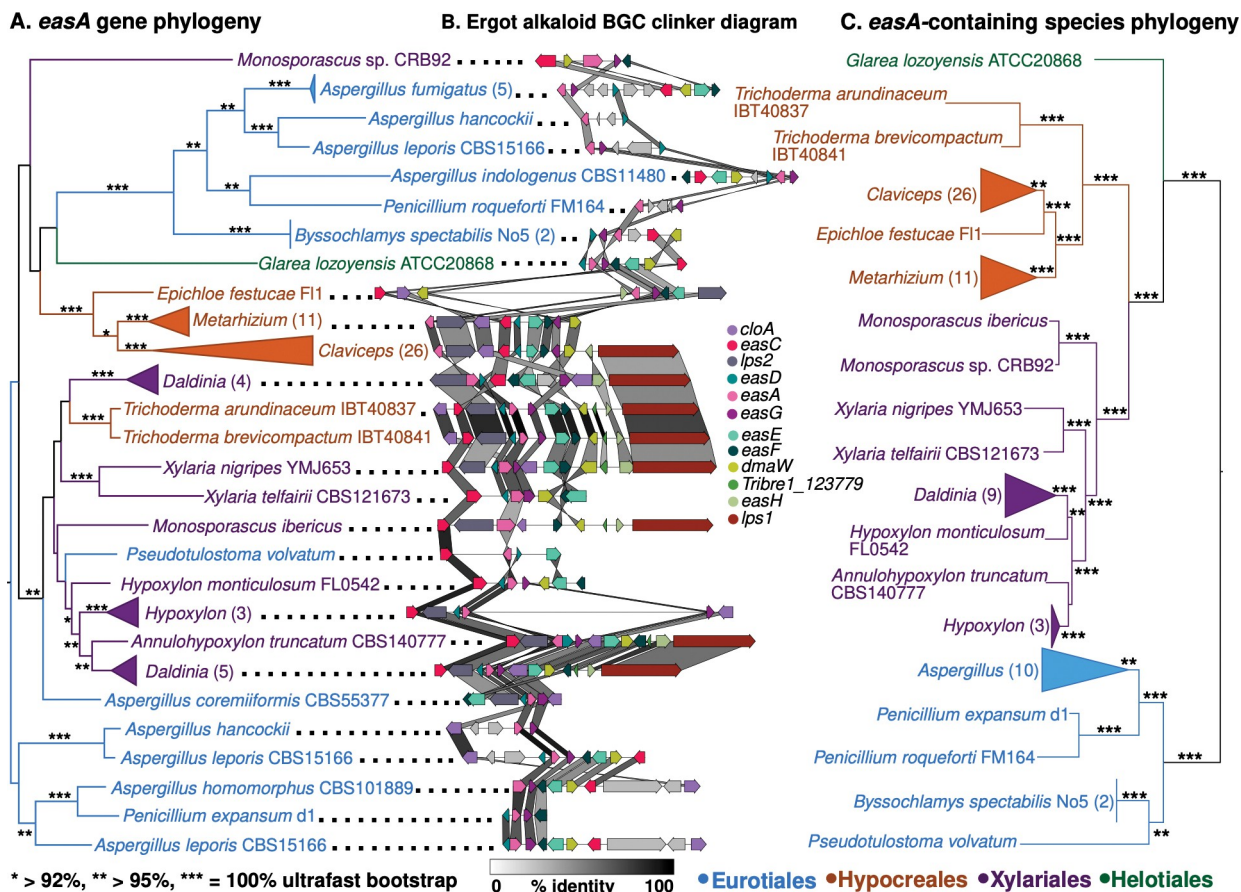 A. easA gene phylogeny
B. Ergot alkaloid BGC clinker diagram
C. easA-containing species phylogeny
Monosporascus sp. CRB92
***
Aspergillus fumigatus (5)
**
***
Aspergillus hancockii
**
Aspergillus leporis CBS15166
***
**
Aspergillus indologenus CBS11480
Penicillium roqueforti FM164
***
Byssochlamys spectabilis No5 (2)
Glarea lozoyensis ATCC20868
Epichloe festucae Fl1
***
***
Metarhizium (11)
*
***
Claviceps (26)
***
Daldinia (4)
***
Trichoderma arundinaceum IBT40837
Trichoderma brevicompactum IBT40841
***
Xylaria nigripes YMJ653
Xylaria telfairii CBS121673
Monosporascus ibericus
Pseudotulostoma volvatum
**
Hypoxylon monticulosum FL0542
***
Hypoxylon (3)
*
**
Annulohypoxylon truncatum CBS140777
**
Daldinia (5)
Aspergillus coremiiformis CBS55377
***
Aspergillus hancockii
Aspergillus leporis CBS15166
***
Aspergillus homomorphus CBS101889
Penicillium expansum d1
**
Aspergillus leporis CBS15166
cloA
easC
lps2
easD
easA
easG
easE
easF
dmaW
Tribre1_123779
easH
lps1
Glarea lozoyensis ATCC20868
Trichoderma arundinaceum
IBT40837
***
Trichoderma brevicompactum
IBT40841
***
***
Claviceps (26)
**
***
Epichloe festucae Fl1
***
Metarhizium (11)
***
***
Monosporascus ibericus
***
Monosporascus sp. CRB92
***
Xylaria nigripes YMJ653
***
Xylaria telfairii CBS121673
Daldinia (9)
***
***
**
Hypoxylon monticulosum
FL0542
***
Annulohypoxylon truncatum
CBS140777
Hypoxylon (3)
***
Aspergillus (10)
**
***
Penicillium expansum d1
***
Penicillium roqueforti FM164
***
Byssochlamys spectabilis No5 (2)
***
**
Pseudotulostoma volvatum
* > 92%, ** > 95%, *** = 100% ultrafast bootstrap
0 % identity 100
Eurotiales Hypocreales Xylariales Helotiales